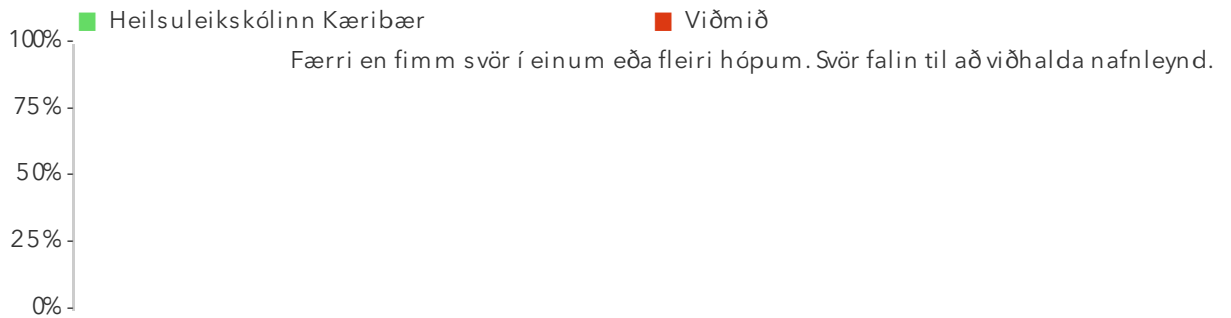 Heilsuleikskólinn Kæribær Viðmið
100%
Færri en fimm svör í einum eða fleiri hópum. Svör falin til að viðhalda nafnleynd.
75%
50%
25%
0%